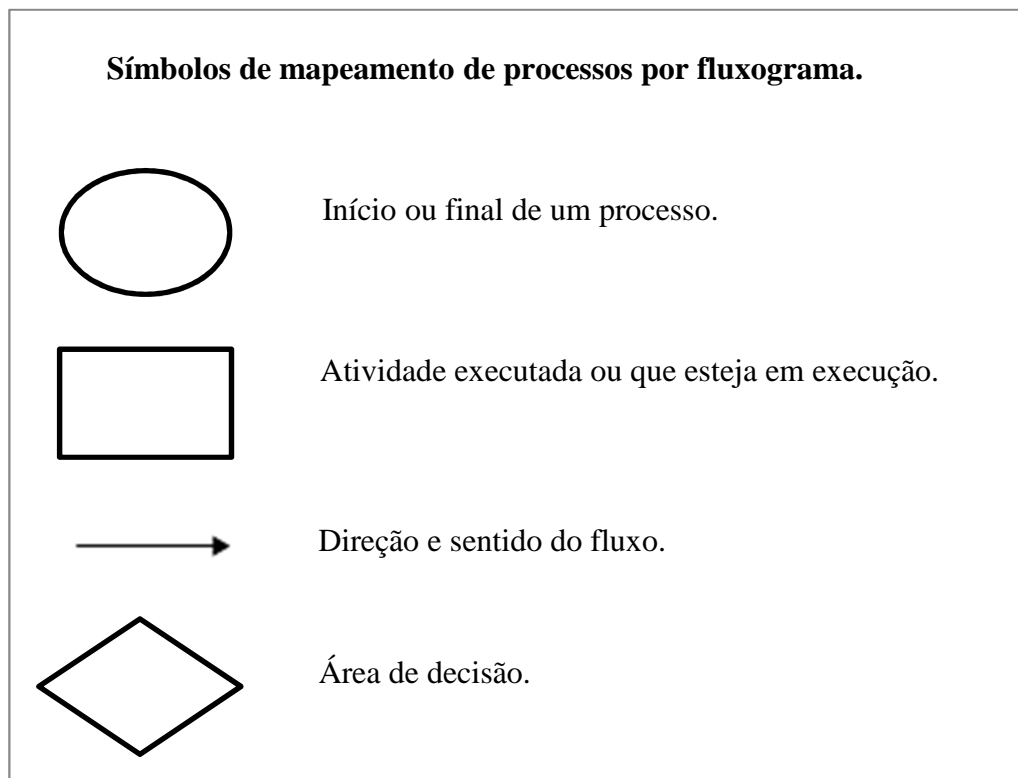 Símbolos de mapeamento de processos por fluxograma.
Início ou final de um processo.
Atividade executada ou que esteja em execução.
Direção e sentido do fluxo.
Área de decisão.